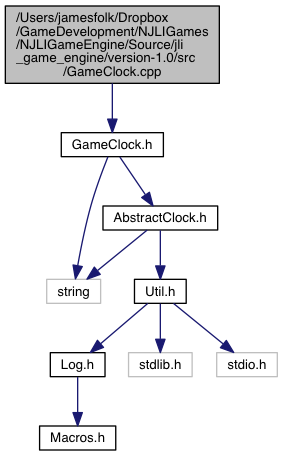 /Users/jamesfolk/Dropbox
/GameDevelopment/NJLIGames
/NJLIGameEngine/Source/jli
_game_engine/version-1.0/src
/GameClock.cpp
GameClock.h
AbstractClock.h
string
Util.h
Log.h
stdlib.h
stdio.h
Macros.h